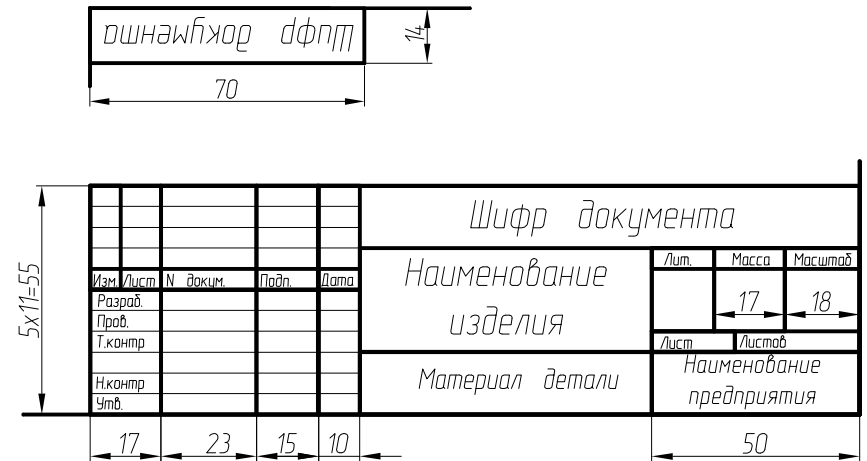 Шифр документа
14
70
Шифр документа
5х11=55
Наименование
изделия
Лит. Масса Масштаб
17 18
Изм. Лист N докум. Подп. Дата
Разраб.
Пров.
Т.контр
Лист Листов
Н.контр
Утв.
Материал детали
Наименование
предприятия
17 23 15 10 50